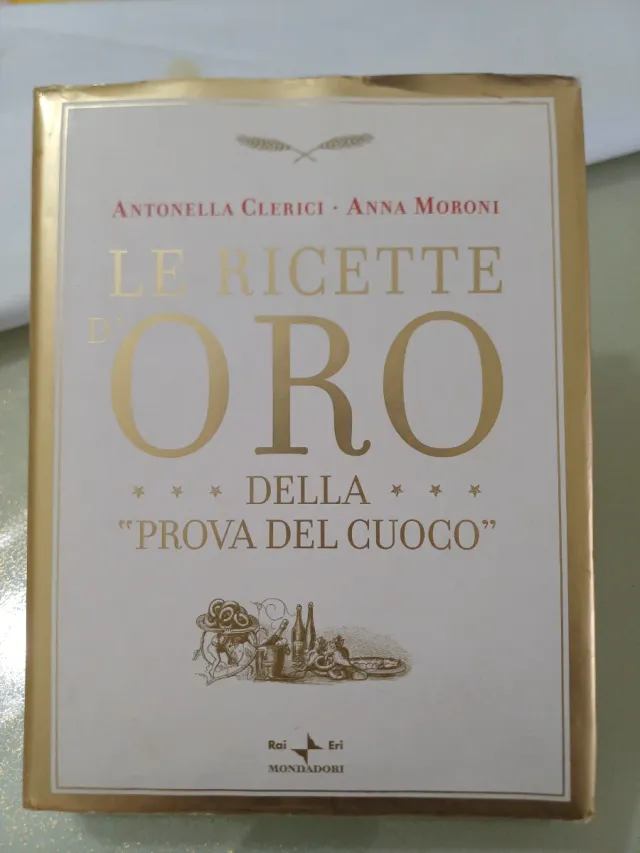 ANTONELLA CLERICI · ANNA MORONI
LE RICETTE
D'ORO
DELLA
"PROVA DEL CUOCO"
Rai Eri
MONDADORI